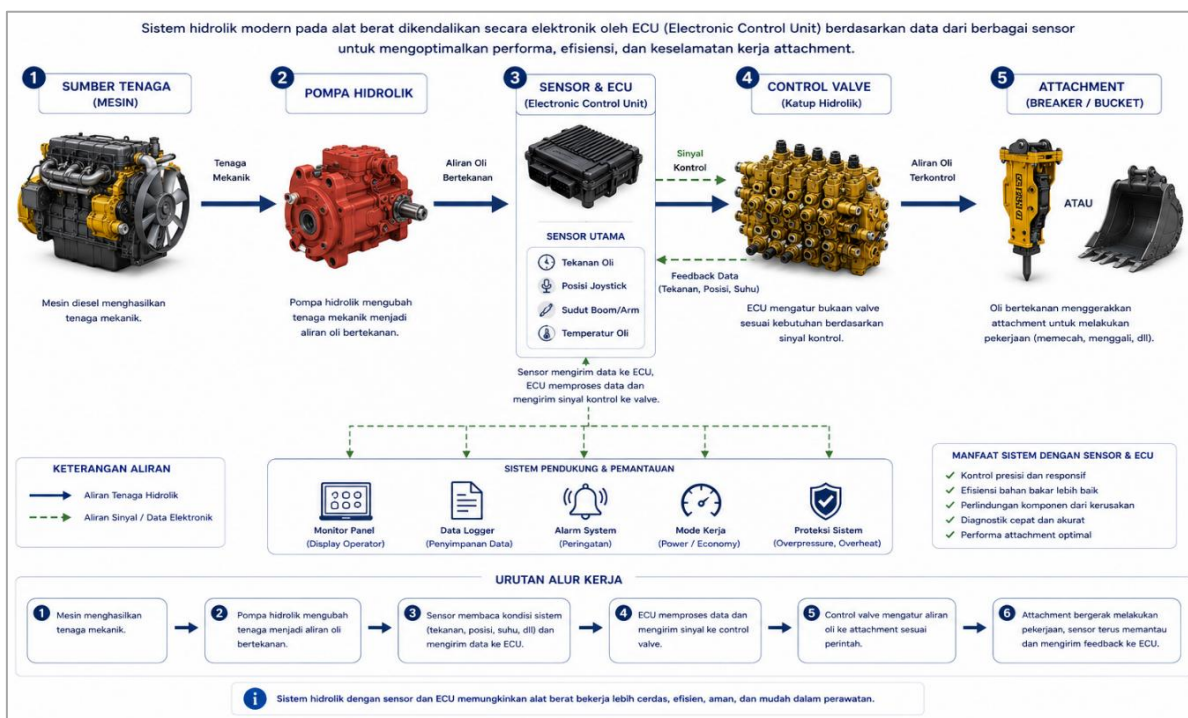 Sistem hidrolik modern pada alat berat dikendalikan secara elektronik oleh ECU (Electronic Control Unit) berdasarkan data dari berbagai sensor
untuk mengoptimalkan performa, efisiensi, dan keselamatan kerja attachment.
1
SUMBER TENAGA
(MESIN)
Tenaga
Mekanik
Mesin diesel menghasilkan
tenaga mekanik.
2
POMPA HIDROLIK
Aliran Oli
Bertekanan
Pompa hidrolik mengubah
tenaga mekanik menjadi
aliran oli bertekanan.
3
SENSOR & ECU
(Electronic Control Unit)
SENSOR UTAMA
Tekanan Oli
Posisi Joystick
Sudut Boom/Arm
Temperatur Oli
Sensor mengirim data ke ECU,
ECU memproses data dan
mengirim sinyal kontrol ke valve.
Sinyal
Kontrol
Feedback Data
(Tekanan, Posisi, Suhu)
4
CONTROL VALVE
(Katup Hidrolik)
ECU mengatur bukaan valve
sesuai kebutuhan berdasarkan
sinyal kontrol.
Aliran Oli
Terkontrol
5
ATTACHMENT
(BREAKER / BUCKET)
ATAU
Oli bertekanan menggerakkan
attachment untuk melakukan
pekerjaan (memecah, menggali, dll).
KETERANGAN ALIRAN
Aliran Tenaga Hidrolik
Aliran Sinyal / Data Elektronik
SISTEM PENDUKUNG & PEMANTAUAN
Monitor Panel
(Display Operator)
Data Logger
(Penyimpanan Data)
Alarm System
(Peringatan)
Mode Kerja
(Power / Economy)
Proteksi Sistem
(Overpressure, Overheat)
MANFAAT SISTEM DENGAN SENSOR & ECU
Kontrol presisi dan responsif
Efisiensi bahan bakar lebih baik
Perlindungan komponen dari kerusakan
Diagnostik cepat dan akurat
Performa attachment optimal
URUTAN ALUR KERJA
1
Mesin menghasilkan
tenaga mekanik.
2
Pompa hidrolik mengubah
tenaga menjadi aliran oli
bertekanan.
3
Sensor membaca kondisi sistem
(tekanan, posisi, suhu, dll) dan
mengirim data ke ECU.
4
ECU memproses data dan
mengirim sinyal ke control
valve.
5
Control valve mengatur aliran
oli ke attachment sesuai
perintah.
6
Attachment bergerak melakukan
pekerjaan, sensor terus memantau
dan mengirim feedback ke ECU.
i
Sistem hidrolik dengan sensor dan ECU memungkinkan alat berat bekerja lebih cerdas, efisien, aman, dan mudah dalam perawatan.